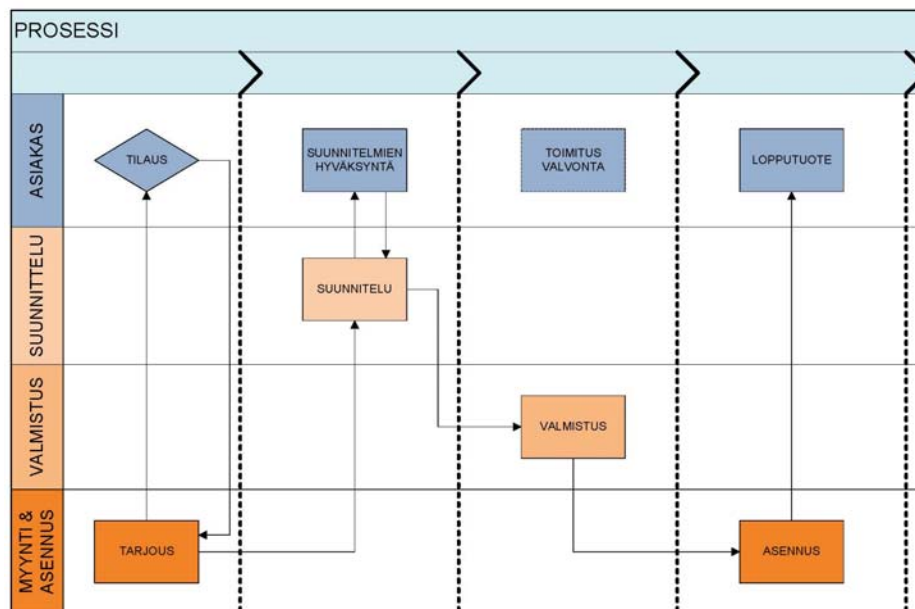 PROSESSI
ASIAKAS
TILAUS
SUUNNITELMIEN
HYVÄKSYNTÄ
TOIMITUS
VALVONTA
LOPPUTUOTE
SUUNNITTELU
SUUNNITELU
VALMISTUS
VALMISTUS
MYYNTI &
ASENNUS
TARJOUS
ASENNUS